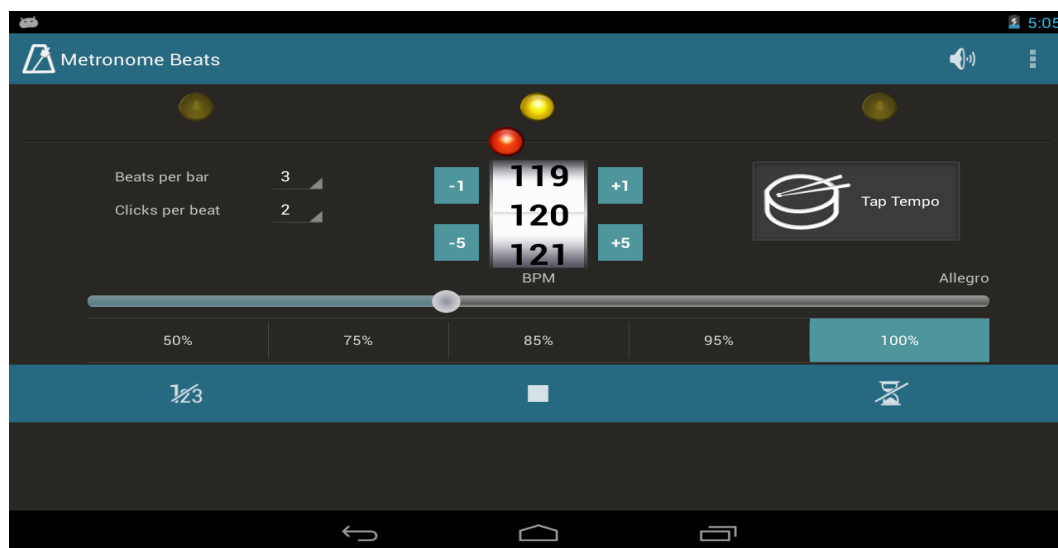 5:05
Metronome Beats
Beats per bar 3
Clicks per beat 2
-1 119 +1
120
-5 121 +5
Tap Tempo
BPM
Allegro
50% 75% 85% 95% 100%
123